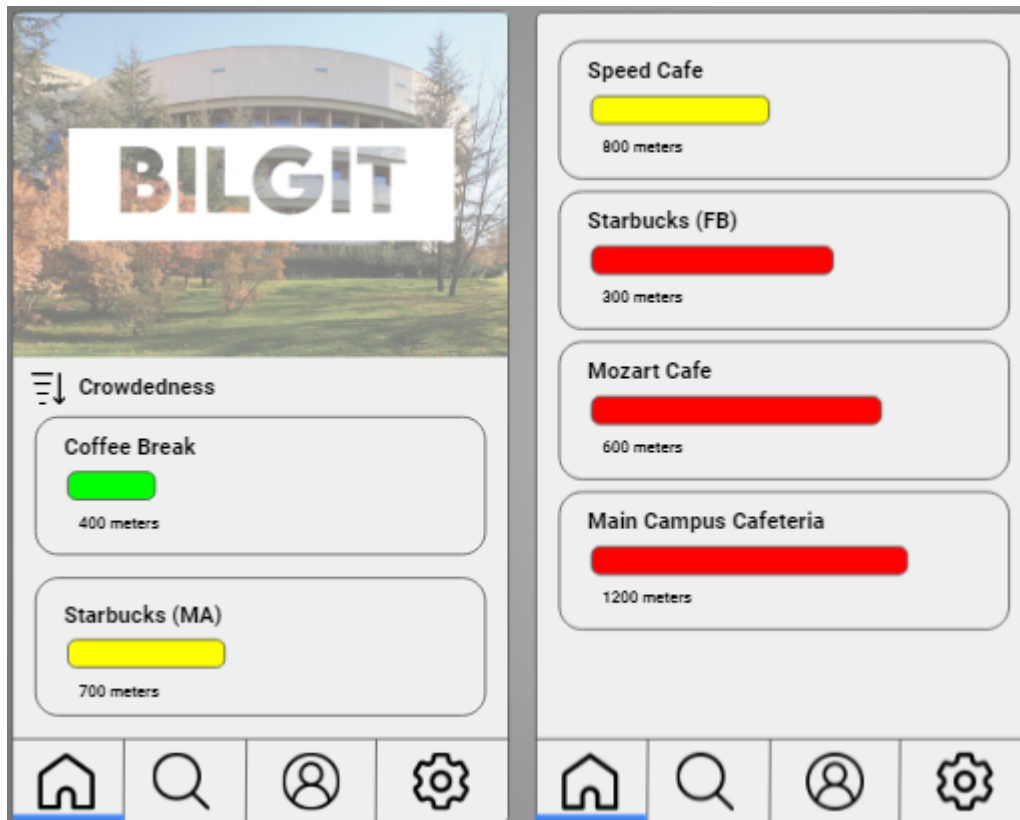 BILGIT
Crowdedness
Coffee Break
400 meters
Starbucks (MA)
700 meters
Speed Cafe
800 meters
Starbucks (FB)
300 meters
Mozart Cafe
600 meters
Main Campus Cafeteria
1200 meters